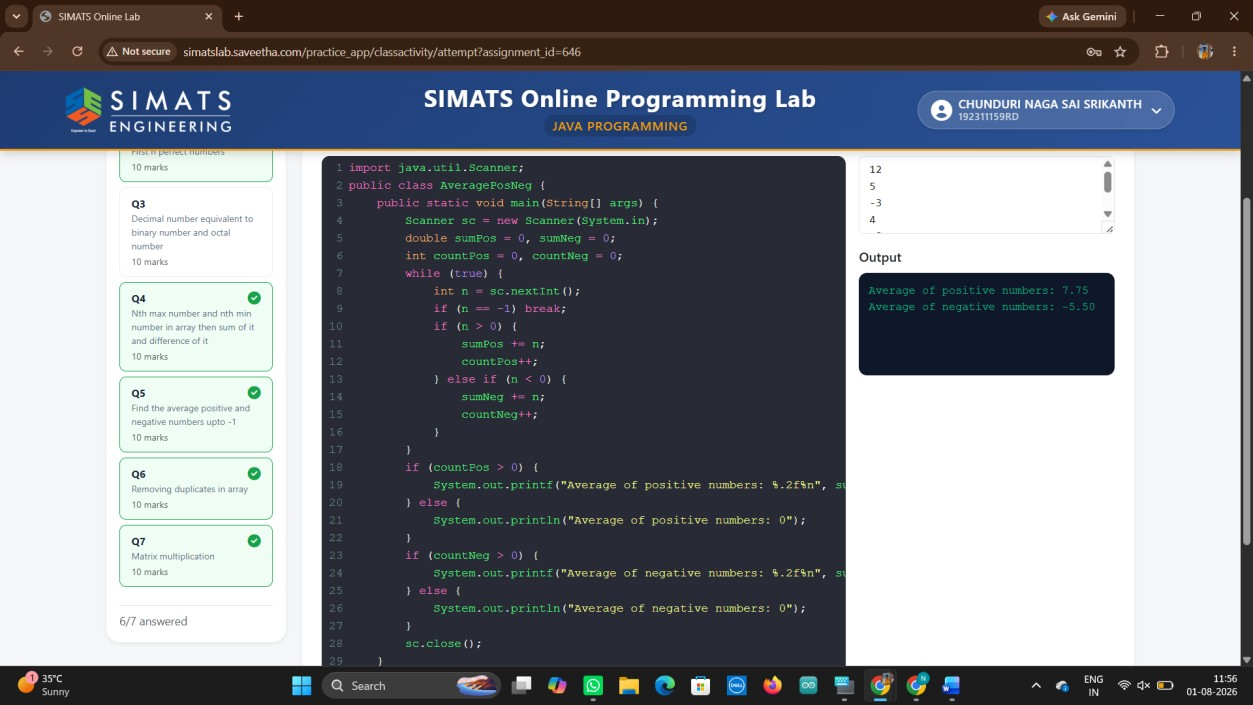 SIMATS Online Lab
Ask Gemini
Not secure
simatslab.saveetha.com/practice_app/classactivity/attempt?assignment_id=646
SIMATS
ENGINEERING
Engineer to Excel
SIMATS Online Programming Lab
JAVA PROGRAMMING
CHUNDURI NAGA SAI SRIKANTH
192311159RD
First n perfect numbers
10 marks
Q3
Decimal number equivalent to
binary number and octal
number
10 marks
Q4
Nth max number and nth min
number in array then sum of it
and difference of it
10 marks
Q5
Find the average positive and
negative numbers upto -1
10 marks
Q6
Removing duplicates in array
10 marks
Q7
Matrix multiplication
10 marks
6/7 answered
1 import java.util.Scanner;
2 public class AveragePosNeg {
3     public static void main(String[] args) {
4         Scanner sc = new Scanner(System.in);
5         double sumPos = 0, sumNeg = 0;
6         int countPos = 0, countNeg = 0;
7         while (true) {
8             int n = sc.nextInt();
9             if (n == -1) break;
10             if (n > 0) {
11                 sumPos += n;
12                 countPos++;
13             } else if (n < 0) {
14                 sumNeg += n;
15                 countNeg++;
16             }
17         }
18         if (countPos > 0) {
19             System.out.printf("Average of positive numbers: %.2f%n", su
20         } else {
21             System.out.println("Average of positive numbers: 0");
22         }
23         if (countNeg > 0) {
24             System.out.printf("Average of negative numbers: %.2f%n", su
25         } else {
26             System.out.println("Average of negative numbers: 0");
27         }
28         sc.close();
29     }
12
5
-3
4
Output
Average of positive numbers: 7.75
Average of negative numbers: -5.50
1
35°C
Sunny
Search
DELL
N
W
ENG
IN
11:56
01-08-2026